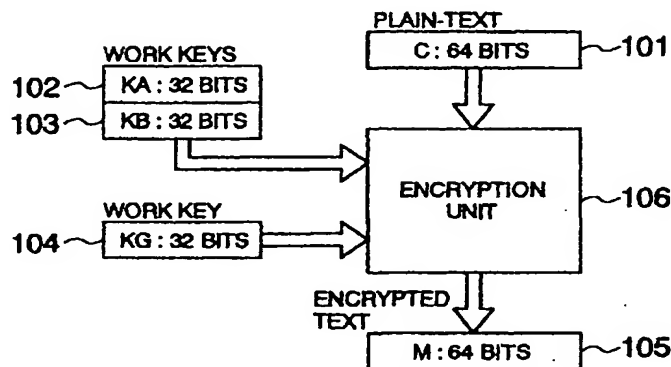 PLAIN-TEXT
C : 64 BITS
101
WORK KEYS
102
KA : 32 BITS
103
KB : 32 BITS
ENCRYPTION
UNIT
106
WORK KEY
104
KG : 32 BITS
ENCRYPTED
TEXT
M : 64 BITS
105